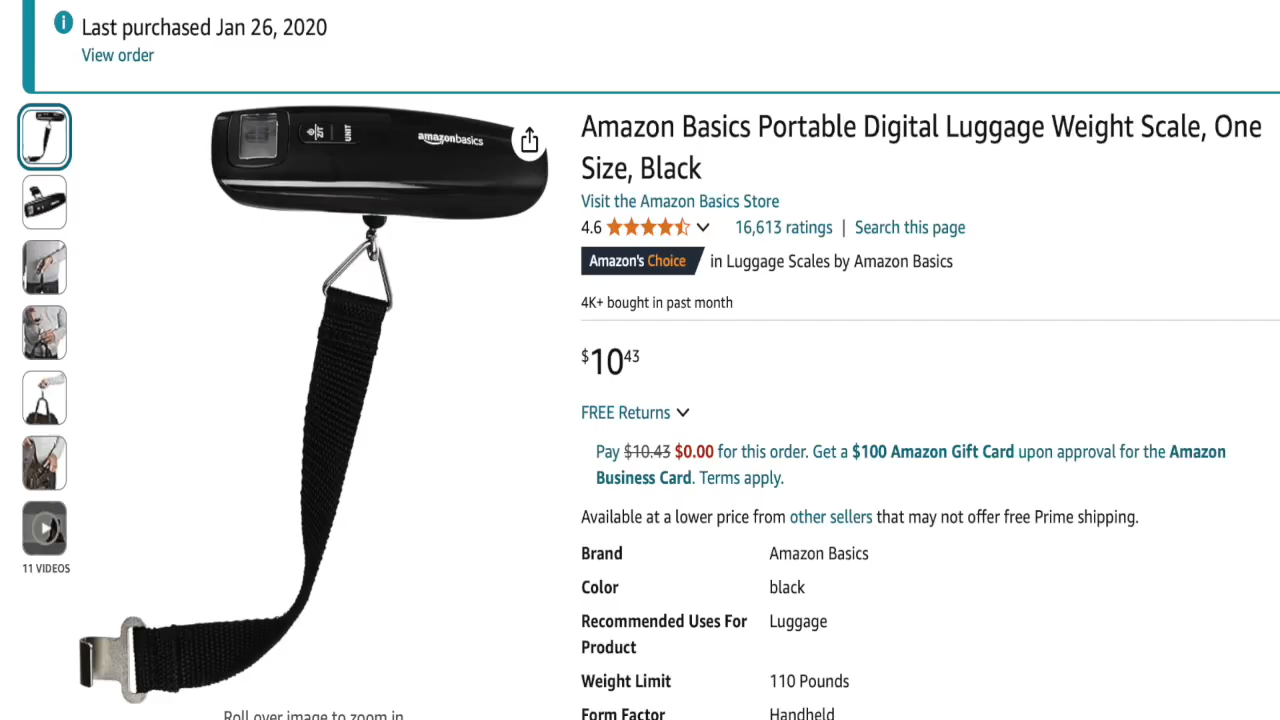 Last purchased Jan 26, 2020
View order
Z/T
UNIT
amazonbasics
11 VIDEOS
Roll over image to zoom in
Amazon Basics Portable Digital Luggage Weight Scale, One
Size, Black
Visit the Amazon Basics Store
4.6
16,613 ratings | Search this page
Amazon's Choice in Luggage Scales by Amazon Basics
4K+ bought in past month
$1043
FREE Returns
Pay $10.43 $0.00 for this order. Get a $100 Amazon Gift Card upon approval for the Amazon
Business Card. Terms apply.
Available at a lower price from other sellers that may not offer free Prime shipping.
Brand Amazon Basics
Color black
Recommended Uses For Luggage
Product
Weight Limit 110 Pounds
Form Factor Handheld